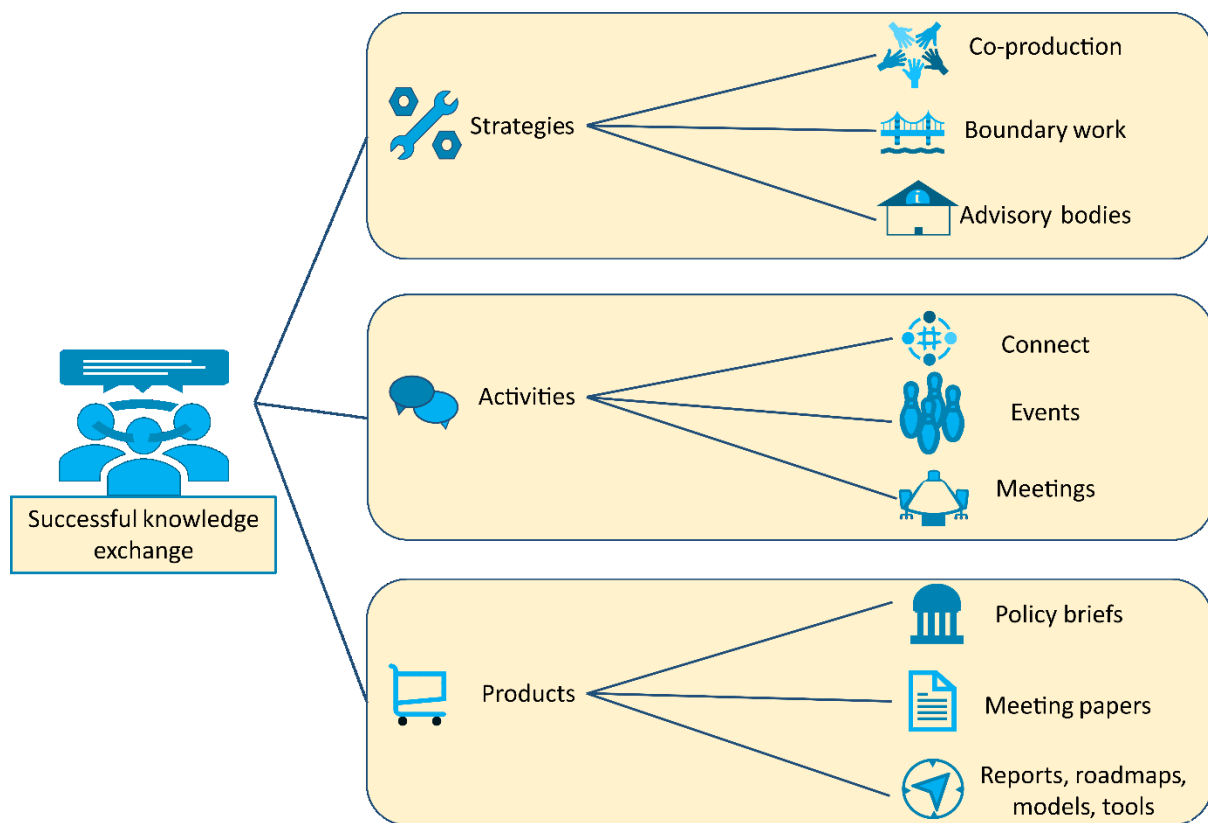 Successful knowledge
exchange
Strategies
Co-production
Boundary work
i
Advisory bodies
Activities
Connect
Events
Meetings
Products
Policy briefs
Meeting papers
Reports, roadmaps,
models, tools